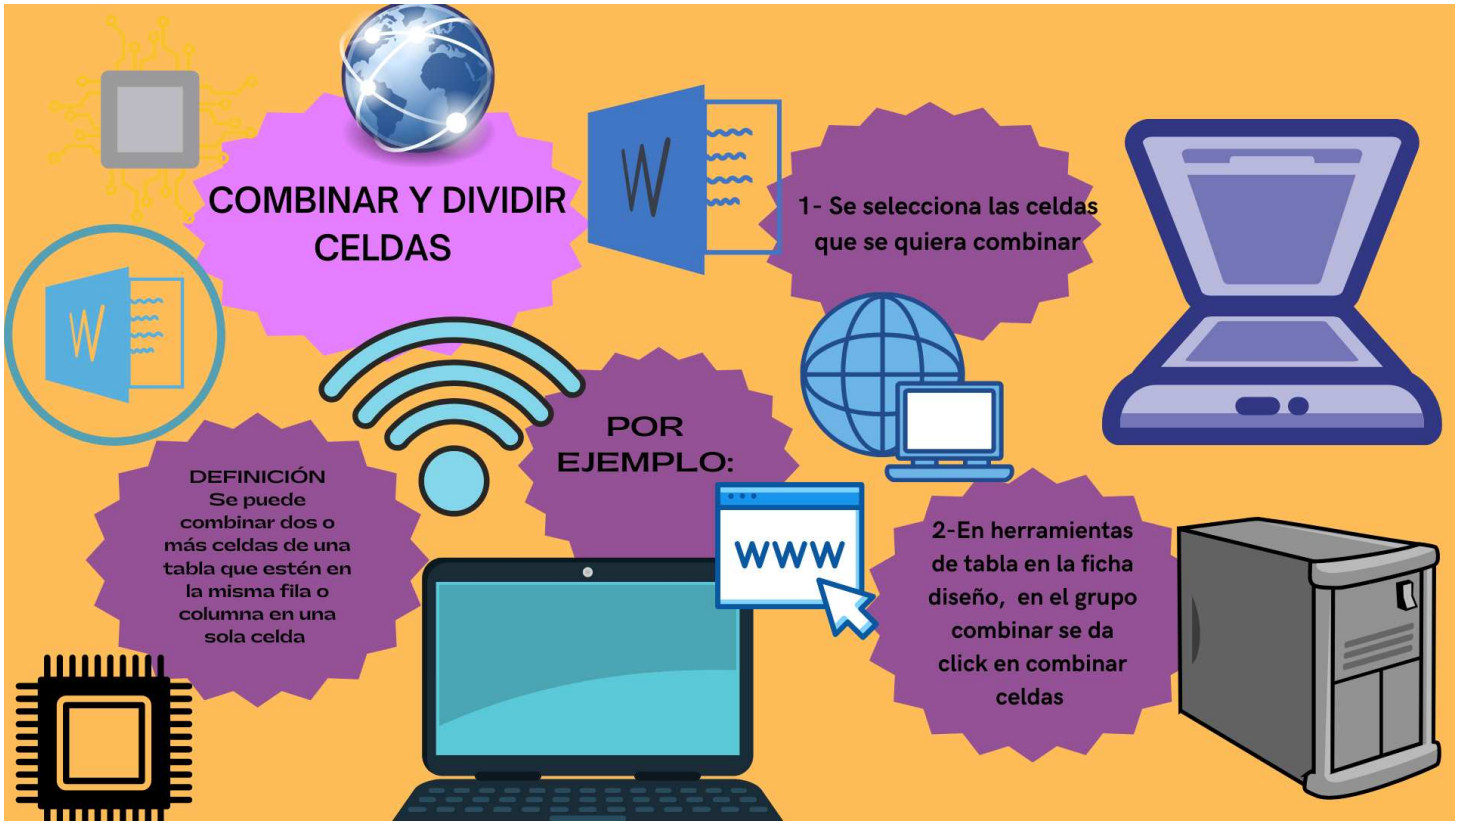 COMBINAR Y DIVIDIR
CELDAS
W
W
1- Se selecciona las celdas
que se quiera combinar
DEFINICIÓN
Se puede
combinar dos o
más celdas de una
tabla que estén en
la misma fila o
columna en una
sola celda
POR
EJEMPLO:
WWW
2-En herramientas
de tabla en la ficha
diseño, en el grupo
combinar se da
click en combinar
celdas